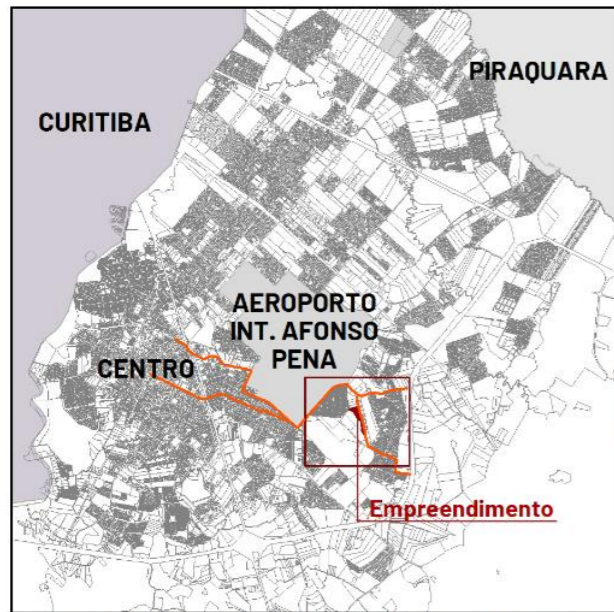 PIRAQUARA
CURITIBA
AEROPORTO
INT. AFONSO
PENA
CENTRO
Empreendimento